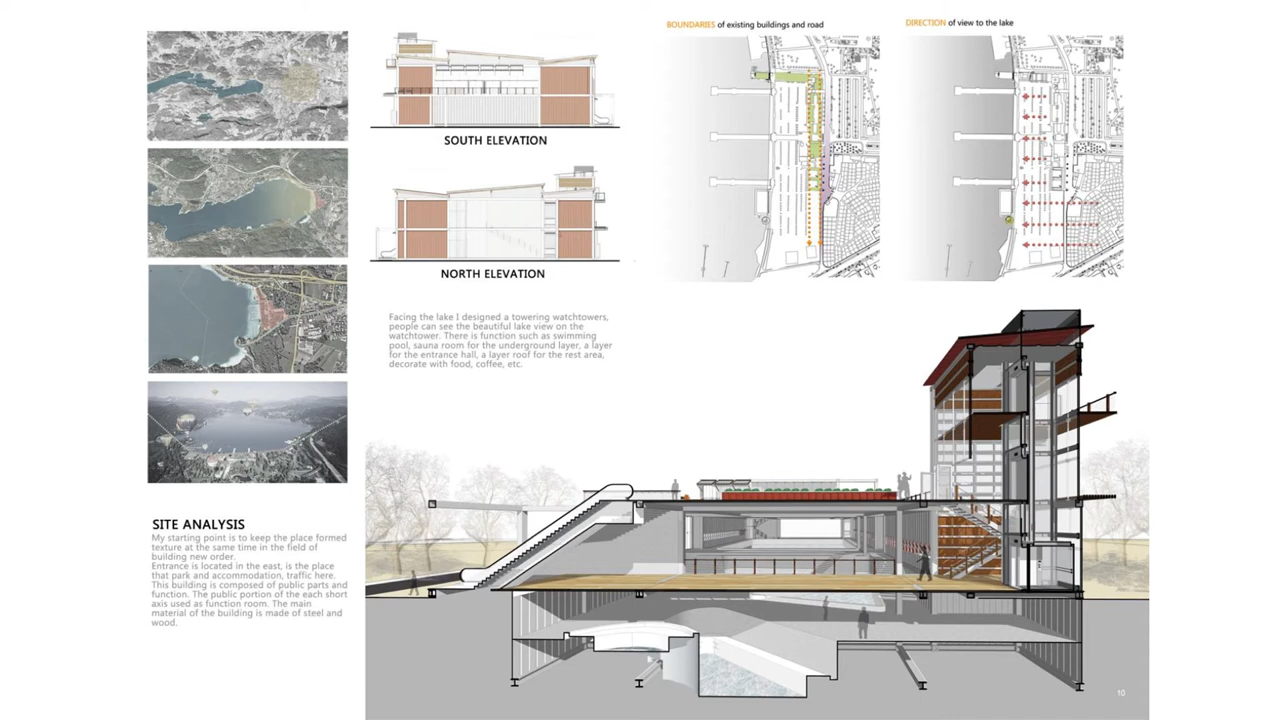 BOUNDARIES of existing buildings and road
DIRECTION of view to the lake
SOUTH ELEVATION
NORTH ELEVATION
Facing the lake I designed a towering watchtowers,
people can see the beautiful lake view on the
watchtower. There is function such as swimming
pool, sauna room for the underground layer, a layer
for the entrance hall, a layer roof for the rest area,
decorate with food, coffee, etc.
SITE ANALYSIS
My starting point is to keep the place formed
texture at the same time in the field of
building new order.
Entrance is located in the east, is the place
that park and accommodation, traffic here.
This building is composed of public parts and
function. The public portion of the each short
axis used as function room. The main
material of the building is made of steel and
wood.
10